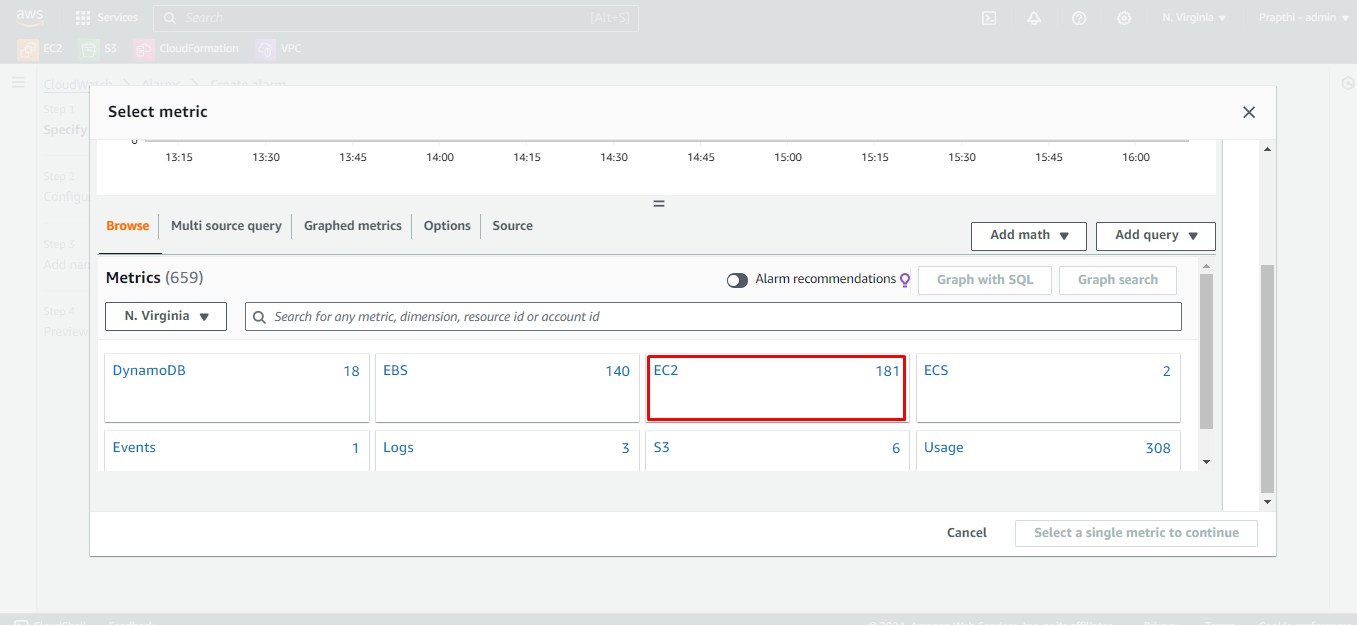 aws Services Search [Alt+S] N. Virginia Prapthi - admin
EC2 S3 CloudFormation VPC
CloudWatch Alarms Create alarm
Step 1
Specify
Select metric
0
13:15 13:30 13:45 14:00 14:15 14:30 14:45 15:00 15:15 15:30 15:45 16:00
Step 2
Step 3
Step 4
Preview
Browse Multi source query Graphed metrics Options Source Add math Add query
Metrics (659) Alarm recommendations Graph with SQL Graph search
N. Virginia Search for any metric, dimension, resource id or account id
DynamoDB 18 EBS 140 EC2 181 ECS 2
Events 1 Logs 3 S3 6 Usage 308
Cancel Select a single metric to continue
CloudShell Feedback